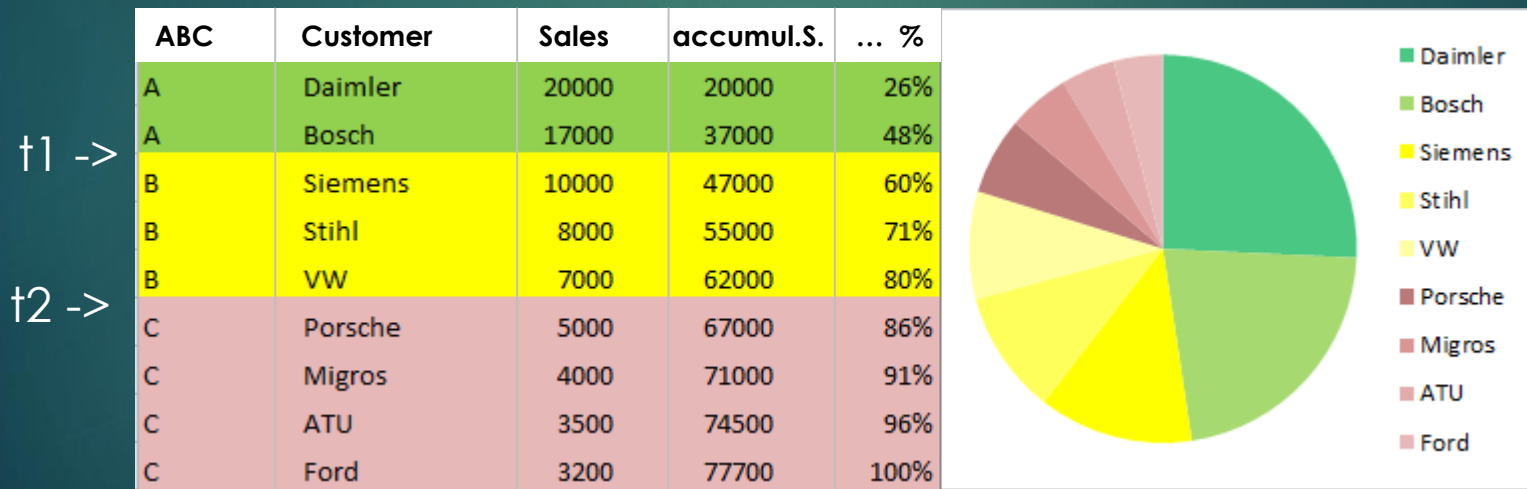 ABC Customer Sales accumul.S. ... %
A Daimler 20000 20000 26%
A Bosch 17000 37000 48%
t1 ->
B Siemens 10000 47000 60%
B Stihl 8000 55000 71%
B VW 7000 62000 80%
t2 ->
C Porsche 5000 67000 86%
C Migros 4000 71000 91%
C ATU 3500 74500 96%
C Ford 3200 77700 100%
Daimler
Bosch
Siemens
Stihl
VW
Porsche
Migros
ATU
Ford